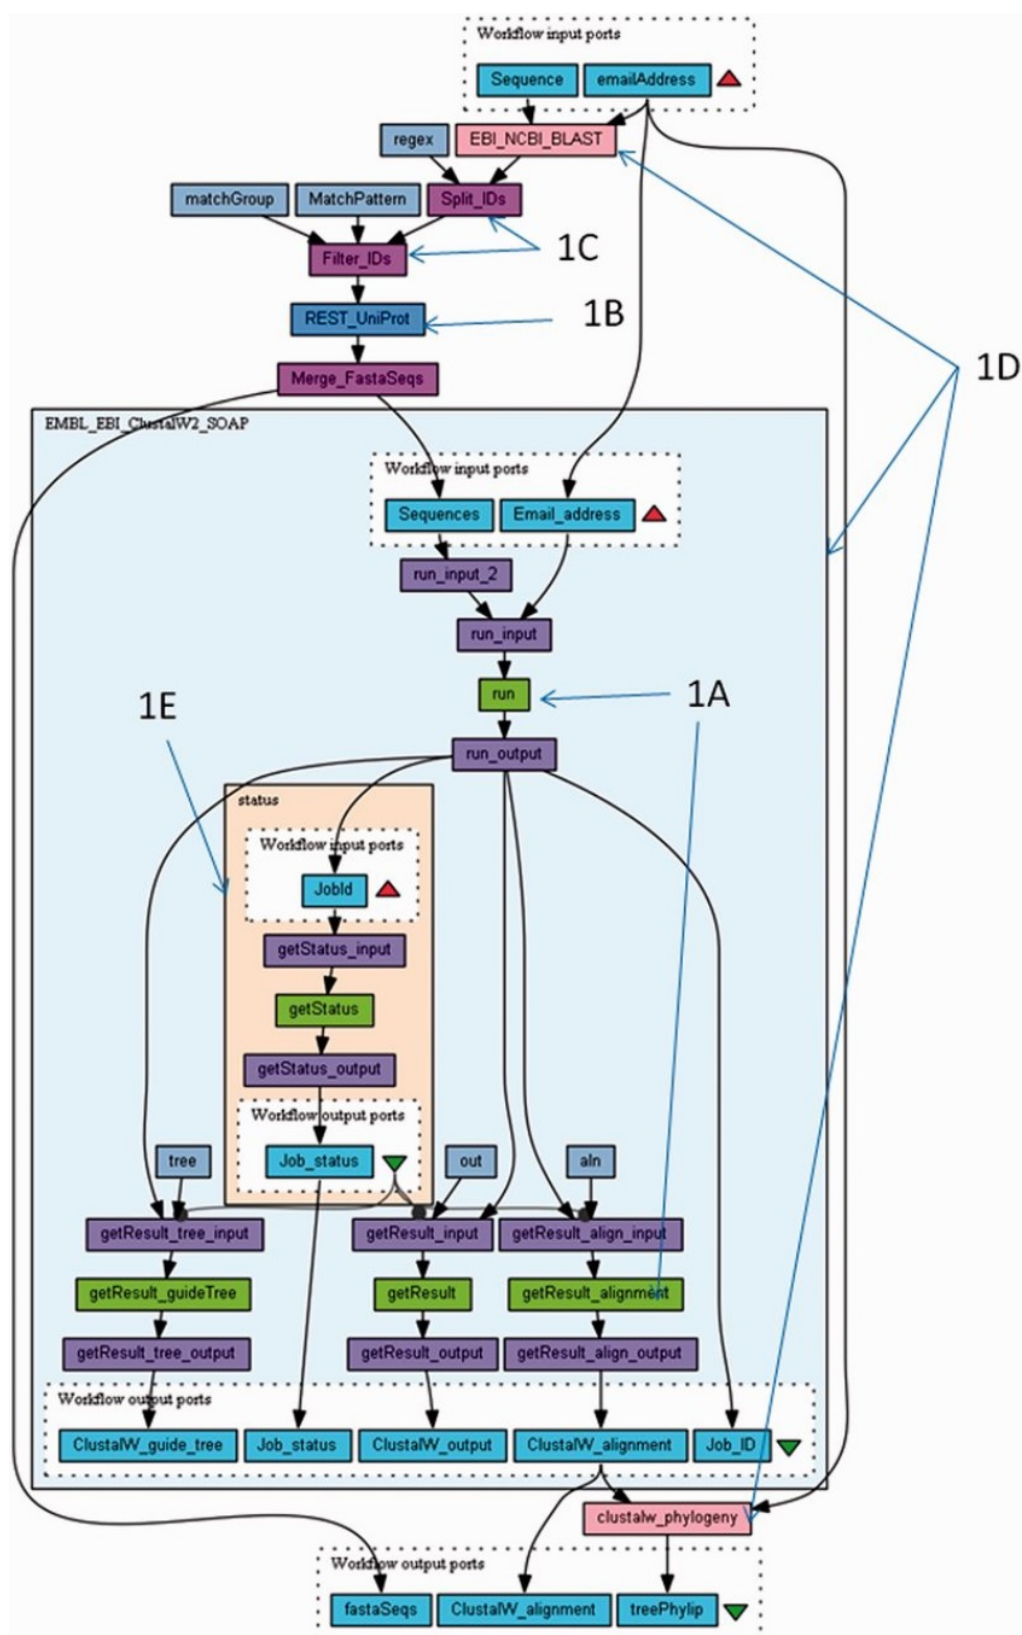 Workflow input ports
Sequence emailAddress
regex EBI_NCBI_BLAST
matchGroup MatchPattern Split_IDs
Filter_IDs 1C
REST_UniProt 1B
Merge_FastaSeqs 1D
EMBL_EBI_ClustalW2_SOAP
Workflow input ports
Sequences Email_address
run_input_2
run_input
run 1A
1E
run_output
status
Workflow input ports
JobId
getStatus_input
getStatus
getStatus_output
Workflow output ports
tree Job_status out aln
getResult_tree_input getResult_input getResult_align_input
getResult_guideTree getResult getResult_alignment
getResult_tree_output getResult_output getResult_align_output
Workflow output ports
ClustalW_guide_tree Job_status ClustalW_output ClustalW_alignment Job_ID
clustalw_phylogeny
Workflow output ports
fastaSeqs ClustalW_alignment treePhylip